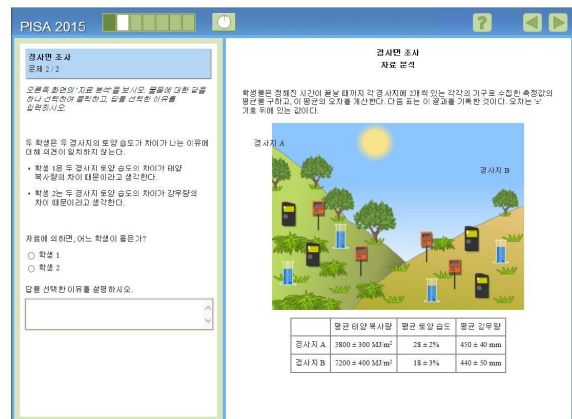 PISA 2015
?
경사면 조사
문제 2 / 2
오른쪽 화면의 '자료 분석'을 보시오. 물음에 대한 답을
하나 선택하여 클릭하고, 답을 선택한 이유를
입력하시오.
두 학생은 두 경사지의 토양 습도가 차이가 나는 이유에
대해 의견이 일치하지 않는다.
• 학생 1은 두 경사지 토양 습도의 차이가 태양
복사량의 차이 때문이라고 생각한다.
• 학생 2는 두 경사지 토양 습도의 차이가 강우량의
차이 때문이라고 생각한다.
자료에 의하면, 어느 학생이 옳은가?
학생 1
학생 2
답을 선택한 이유를 설명하시오.
경사면 조사
자료 분석
학생들은 정해진 시간이 끝날 때까지 각 경사지에 2개씩 있는 각각의 기구로 수집한 측정값의
평균을 구하고, 이 평균의 오차를 계산한다. 다음 표는 이 결과를 기록한 것이다. 오차는 '±'
기호 뒤에 있는 값이다.
경사지 A
경사지 B
평균 태양 복사량 평균 토양 습도 평균 강우량
경사지 A 3800 ± 300 MJ/m² 28 ± 2% 450 ± 40 mm
경사지 B 7200 ± 400 MJ/m² 18 ± 3% 440 ± 50 mm